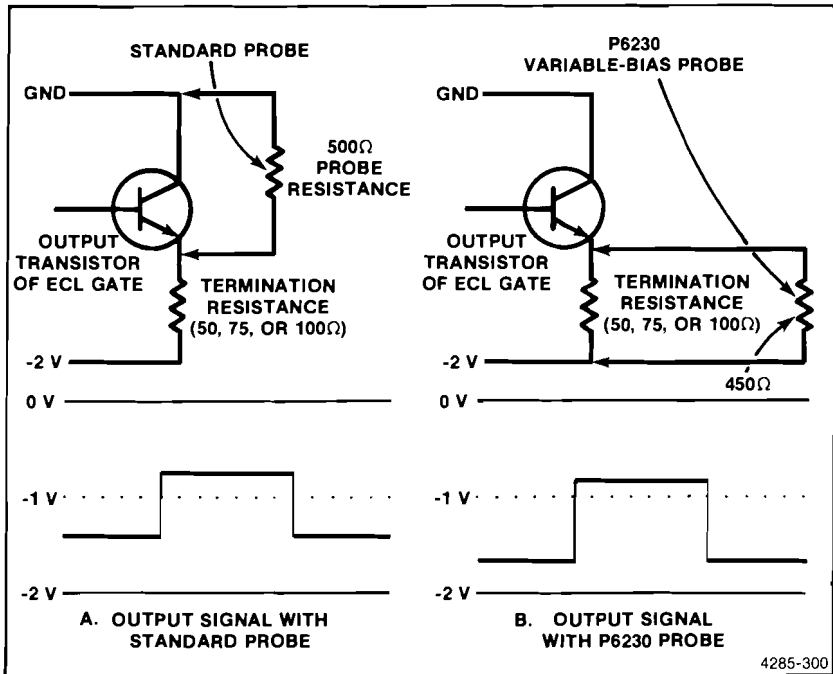 STANDARD PROBE
GND
500Ω
PROBE
RESISTANCE
OUTPUT
TRANSISTOR
OF ECL GATE
TERMINATION
RESISTANCE
(50, 75, OR 100Ω)
-2 V
0 V
-1 V
-2 V
A. OUTPUT SIGNAL WITH
STANDARD PROBE
P6230
VARIABLE-BIAS PROBE
GND
OUTPUT
TRANSISTOR
OF ECL GATE
TERMINATION
RESISTANCE
(50, 75, OR 100Ω)
-2 V
450Ω
0 V
-1 V
-2 V
B. OUTPUT SIGNAL
WITH P6230 PROBE
4285-300